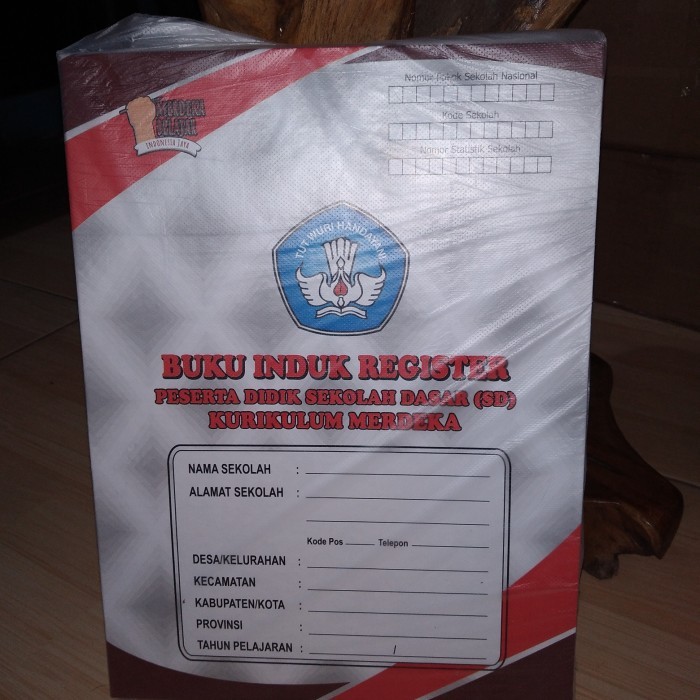 MERDEKA
BELAJAR
INDONESIA JAYA
Nomor Pokok Sekolah Nasional
Kode Sekolah
Nomor Statistik Sekolah
TUT WURI HANDAYANI
BUKU INDUK REGISTER
PESERTA DIDIK SEKOLAH DASAR (SD)
KURIKULUM MERDEKA
NAMA SEKOLAH :
ALAMAT SEKOLAH :
Kode Pos Telepon
DESA/KELURAHAN :
KECAMATAN :
KABUPATEN/KOTA :
PROVINSI :
TAHUN PELAJARAN : /